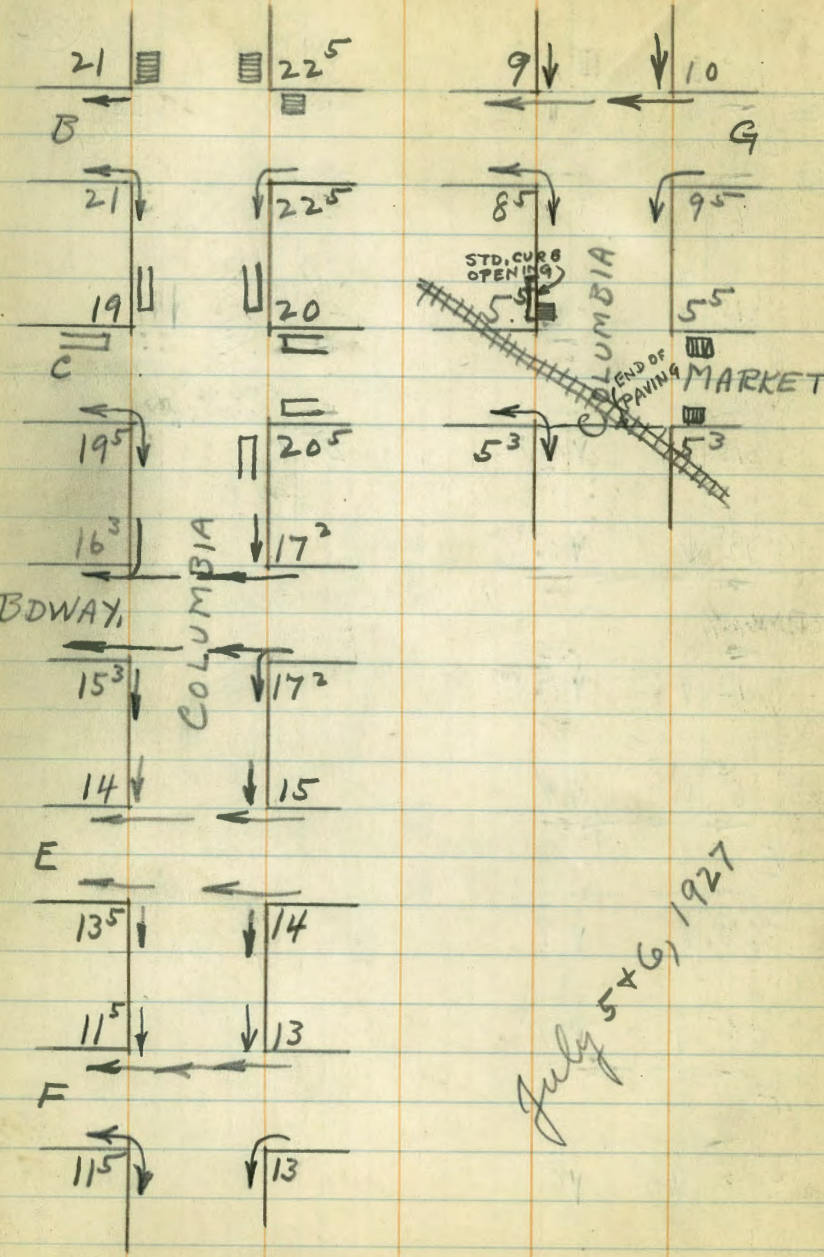 21 22⁵
B
21 22⁵
19 20
C
19⁵ 20⁵
16³ 17²
BDWAY,
COLUMBIA
15³ 17²
14 15
E
13⁵ 14
11⁵ 13
F
11⁵ 13
9 10
G
8⁵ 9⁵
STD. CURB
OPENING
5⁵ 5⁵
COLUMBIA
MARKET
END OF
PAVING
5³ 5³
July 5 & 6, 1927